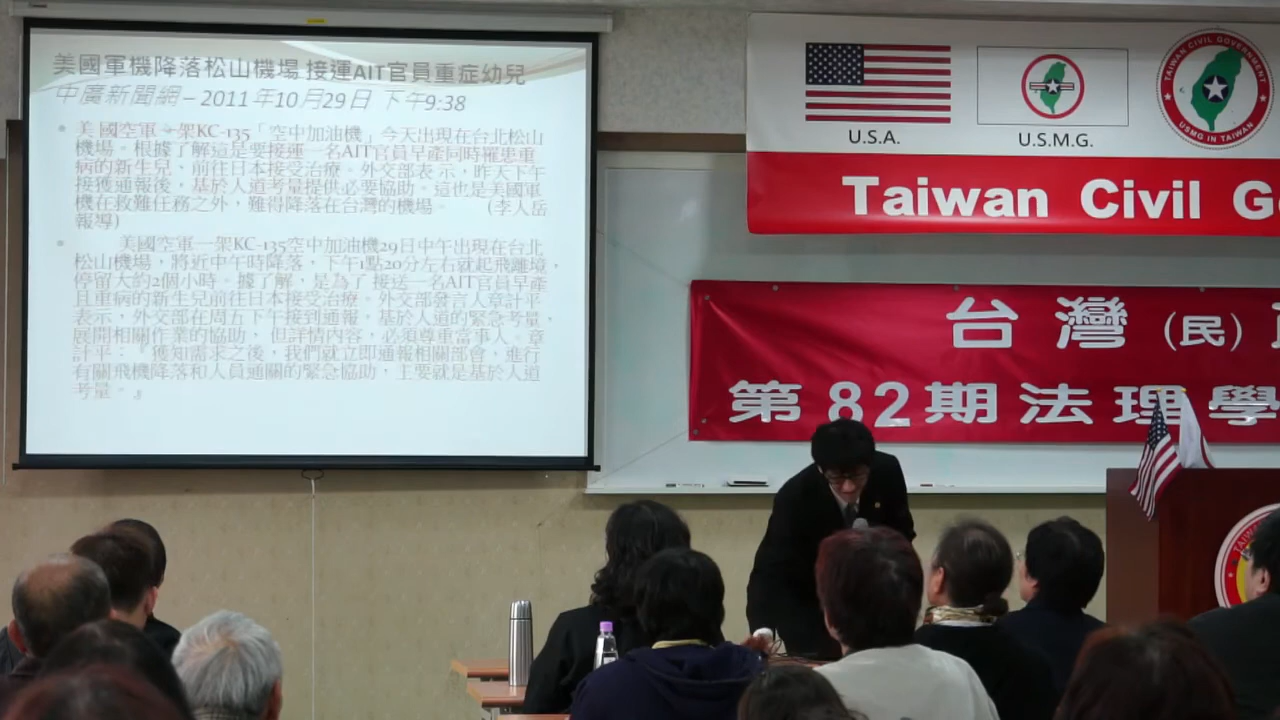 美國軍機降落松山機場 接運AIT官員重症幼兒
中廣新聞網 – 2011年10月29日 下午9:38
• 美國空軍一架KC-135「空中加油機」今天出現在台北松山
機場。根據了解這是要接運一名AIT官員早產同時罹患重
病的新生兒、前往日本接受治療。外交部表示，昨天下午
接獲通報後，基於人道考量提供必要協助。這也是美國軍
機在救難任務之外，難得降落在台灣的機場。 (李人岳
報導)
• 美國空軍一架KC-135空中加油機29日中午出現在台北
松山機場，將近中午時降落，下午1點20分左右就起飛離境，
停留大約2個小時。據了解，是為了接送一名AIT官員早產
且重病的新生兒前往日本接受治療。外交部發言人章計平
表示，外交部在周五下午接到通報，基於人道的緊急考量，
展開相關作業的協助，但詳情內容，必須尊重當事人。章
計平：『獲知需求之後，我們就立即通報相關部會，進行
有關飛機降落和人員通關的緊急協助，主要就是基於人道
考量。』
U.S.A.
U.S.M.G.
TAIWAN CIVIL GOVERNMENT
USMG IN TAIWAN
Taiwan Civil G
台灣(民)
第82期法理學